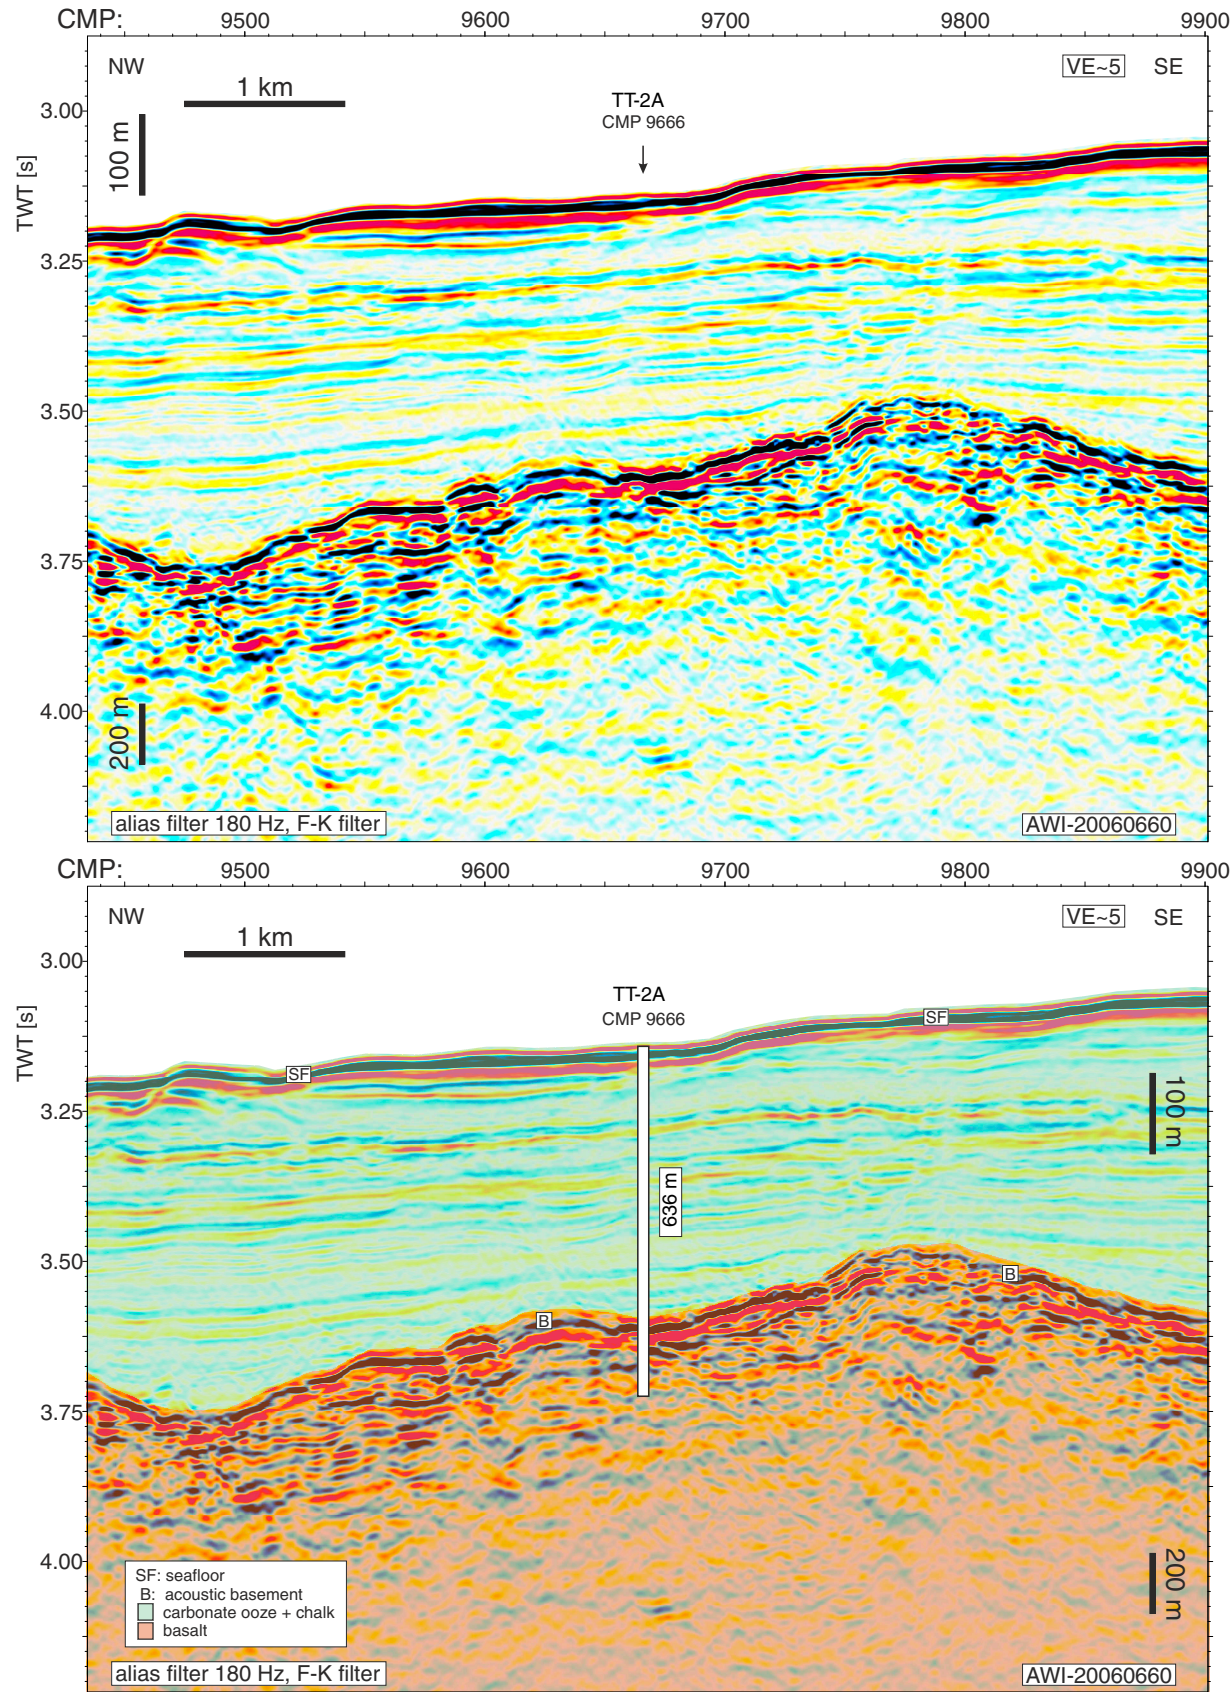 CMP: 9500 9600 9700 9800 9900
NW VE~5 SE
1 km
TT-2A
CMP 9666
3.00
100 m
TWT [s]
3.25
3.50
3.75
4.00
200 m
alias filter 180 Hz, F-K filter AWI-20060660
CMP: 9500 9600 9700 9800 9900
NW VE~5 SE
1 km
3.00
TT-2A
CMP 9666
SF
TWT [s]
SF
100 m
3.25
636 m
3.50
B
B
3.75
4.00
200 m
SF: seafloor
B: acoustic basement
carbonate ooze + chalk
basalt
alias filter 180 Hz, F-K filter AWI-20060660